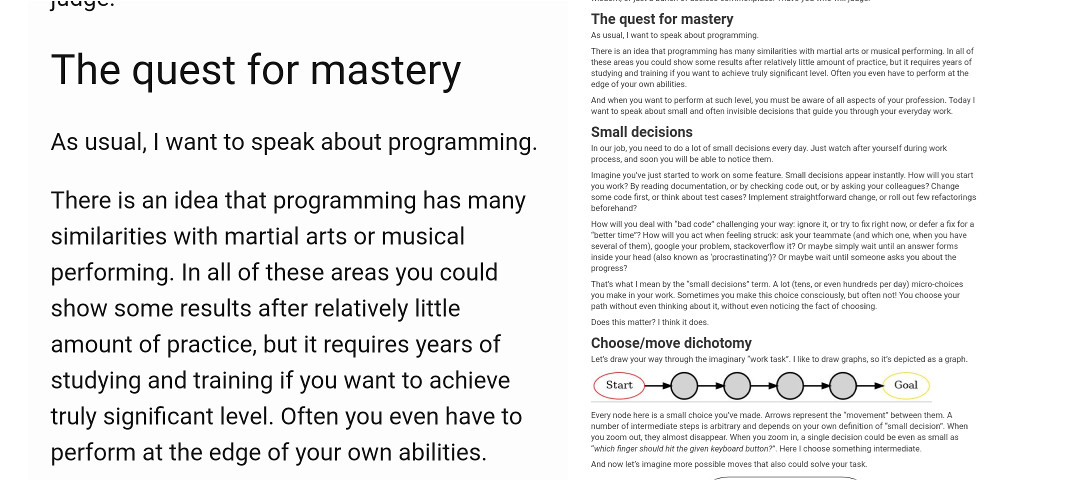 judge.
The quest for mastery
As usual, I want to speak about programming.
There is an idea that programming has many
similarities with martial arts or musical
performing. In all of these areas you could
show some results after relatively little
amount of practice, but it requires years of
studying and training if you want to achieve
truly significant level. Often you even have to
perform at the edge of your own abilities.
The quest for mastery
As usual, I want to speak about programming.
There is an idea that programming has many similarities with martial arts or musical performing. In all of
these areas you could show some results after relatively little amount of practice, but it requires years of
studying and training if you want to achieve truly significant level. Often you even have to perform at the
edge of your own abilities.
And when you want to perform at such level, you must be aware of all aspects of your profession. Today I
want to speak about small and often invisible decisions that guide you through your everyday work.
Small decisions
In our job, you need to do a lot of small decisions every day. Just watch after yourself during work
process, and soon you will be able to notice them.
Imagine you've just started to work on some feature. Small decisions appear instantly. How will you start
you work? By reading documentation, or by checking code out, or by asking your colleagues? Change
some code first, or think about test cases? Implement straightforward change, or roll out few refactorings
beforehand?
How will you deal with "bad code" challenging your way: ignore it, or try to fix right now, or defer a fix for a
"better time"? How will you act when feeling struck: ask your teammate (and which one, when you have
several of them), google your problem, stackoverflow it? Or maybe simply wait until an answer forms
inside your head (also known as 'procrastinating')? Or maybe wait until someone asks you about the
progress?
That's what I mean by the "small decisions" term. A lot (tens, or even hundreds per day) micro-choices
you make in your work. Sometimes you make this choice consciously, but often not! You choose your
path without even thinking about it, without even noticing the fact of choosing.
Does this matter? I think it does.
Choose/move dichotomy
Let's draw your way through the imaginary "work task". I like to draw graphs, so it's depicted as a graph.
Start
Goal
Every node here is a small choice you've made. Arrows represent the "movement" between them. A
number of intermediate steps is arbitrary and depends on your own definition of "small decision". When
you zoom out, they almost disappear. When you zoom in, a single decision could be even as small as
"which finger should hit the given keyboard button?". Here I choose something intermediate.
And now let's imagine more possible moves that also could solve your task.